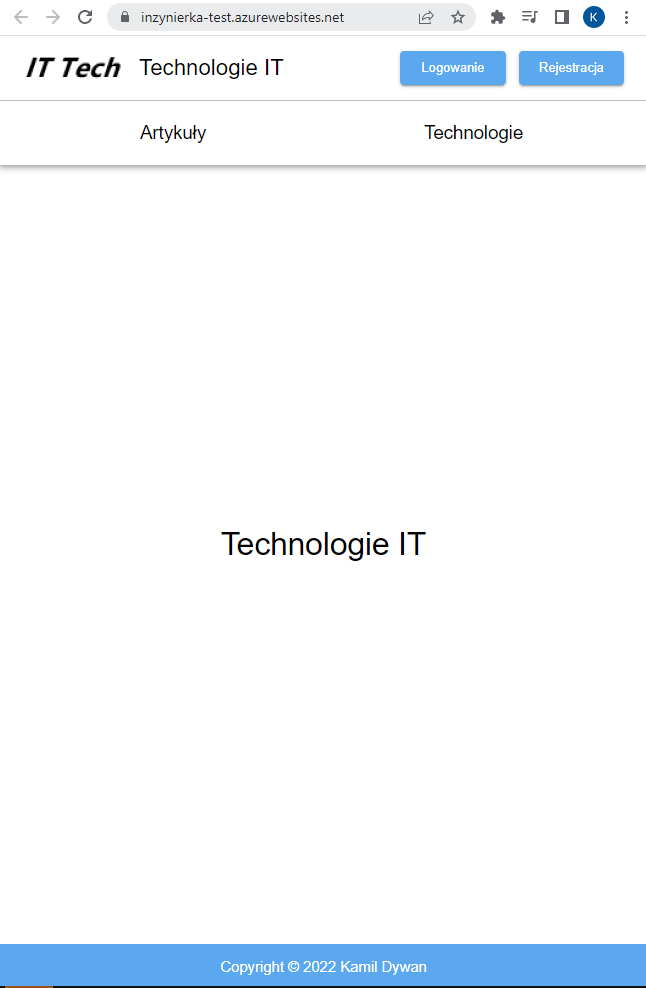 inzynierka-test.azurewebsites.net
K
IT Tech Technologie IT Logowanie Rejestracja
Artykuły Technologie
Technologie IT
Copyright © 2022 Kamil Dywan